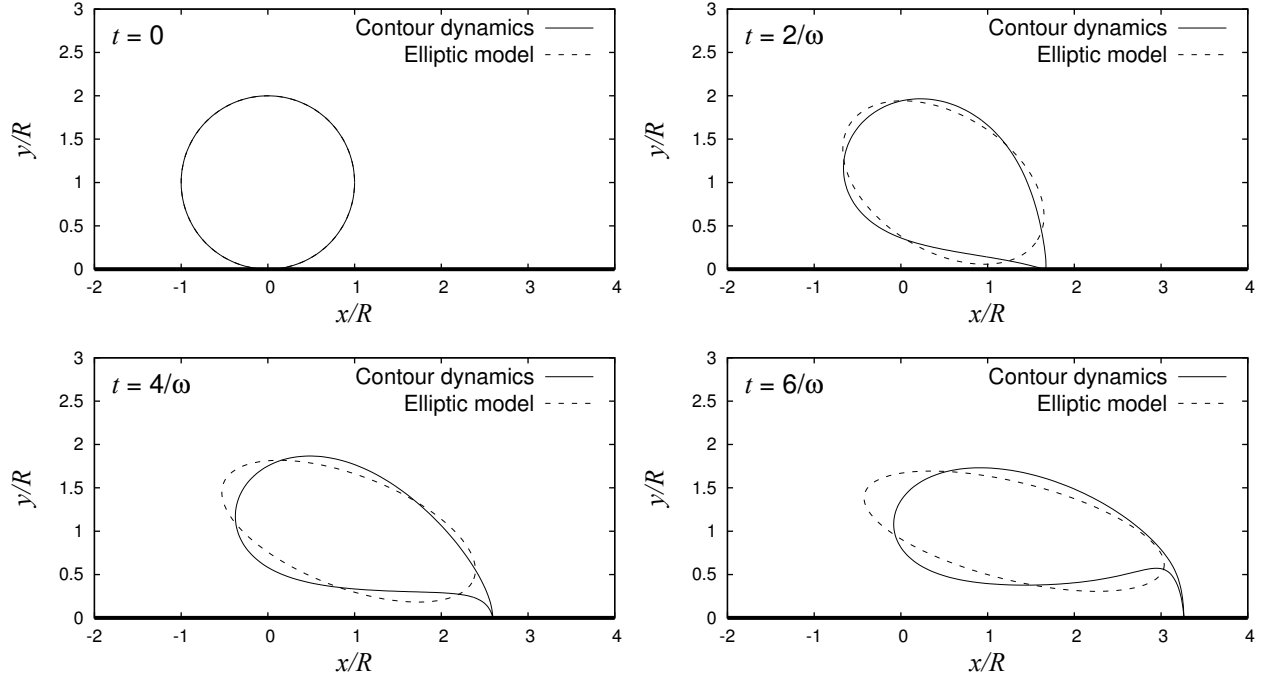 t = 0
Contour dynamics
Elliptic model
3
2.5
2
1.5
1
0.5
0
y/R
-2 -1 0 1 2 3 4
x/R
t = 2/ω
Contour dynamics
Elliptic model
3
2.5
2
1.5
1
0.5
0
y/R
-2 -1 0 1 2 3 4
x/R
t = 4/ω
Contour dynamics
Elliptic model
3
2.5
2
1.5
1
0.5
0
y/R
-2 -1 0 1 2 3 4
x/R
t = 6/ω
Contour dynamics
Elliptic model
3
2.5
2
1.5
1
0.5
0
y/R
-2 -1 0 1 2 3 4
x/R